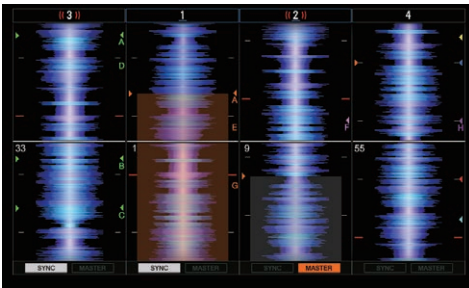 (( 3 )) 1 (( 2 )) 4
A
D
A
E
F
H
33 1 9 55
B
C
G
SYNC MASTER SYNC MASTER SYNC MASTER SYNC MASTER